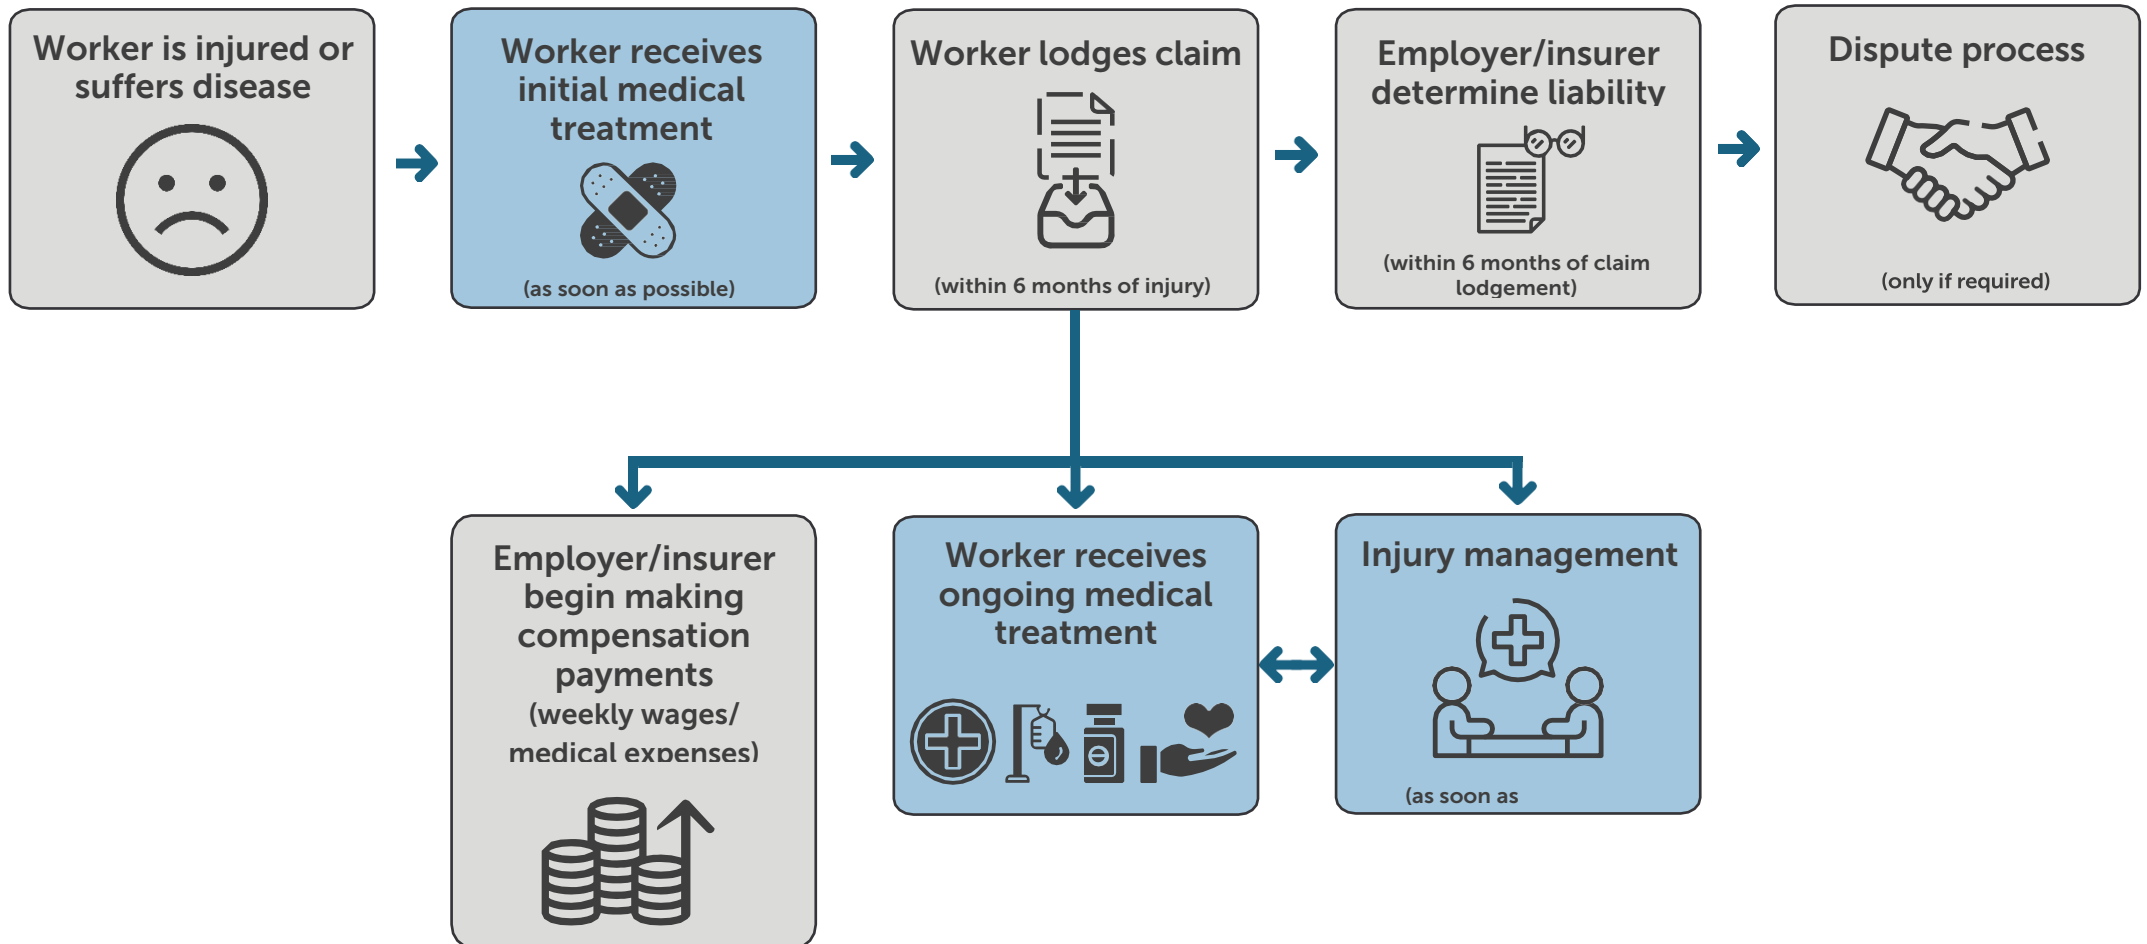 Worker is injured or
suffers disease
Worker receives
initial medical
treatment
(as soon as possible)
Worker lodges claim
(within 6 months of injury)
Employer/insurer
determine liability
(within 6 months of claim
lodgement)
Dispute process
(only if required)
Employer/insurer
begin making
compensation
payments
(weekly wages/
medical expenses)
Worker receives
ongoing medical
treatment
Injury management
(as soon as